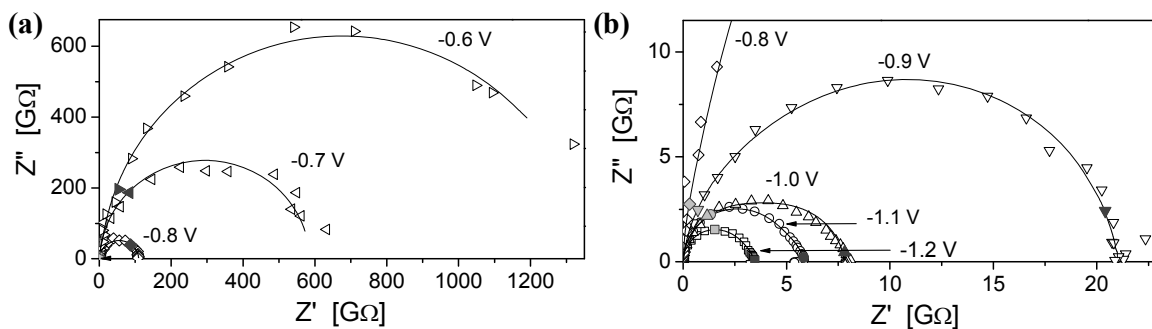 (a)
600
400
200
0
Z'' [GΩ]
-0.6 V
-0.7 V
-0.8 V
0 200 400 600 800 1000 1200
Z' [GΩ]
(b)
10
5
0
Z'' [GΩ]
-0.8 V
-0.9 V
-1.0 V
-1.1 V
-1.2 V
0 5 10 15 20
Z' [GΩ]